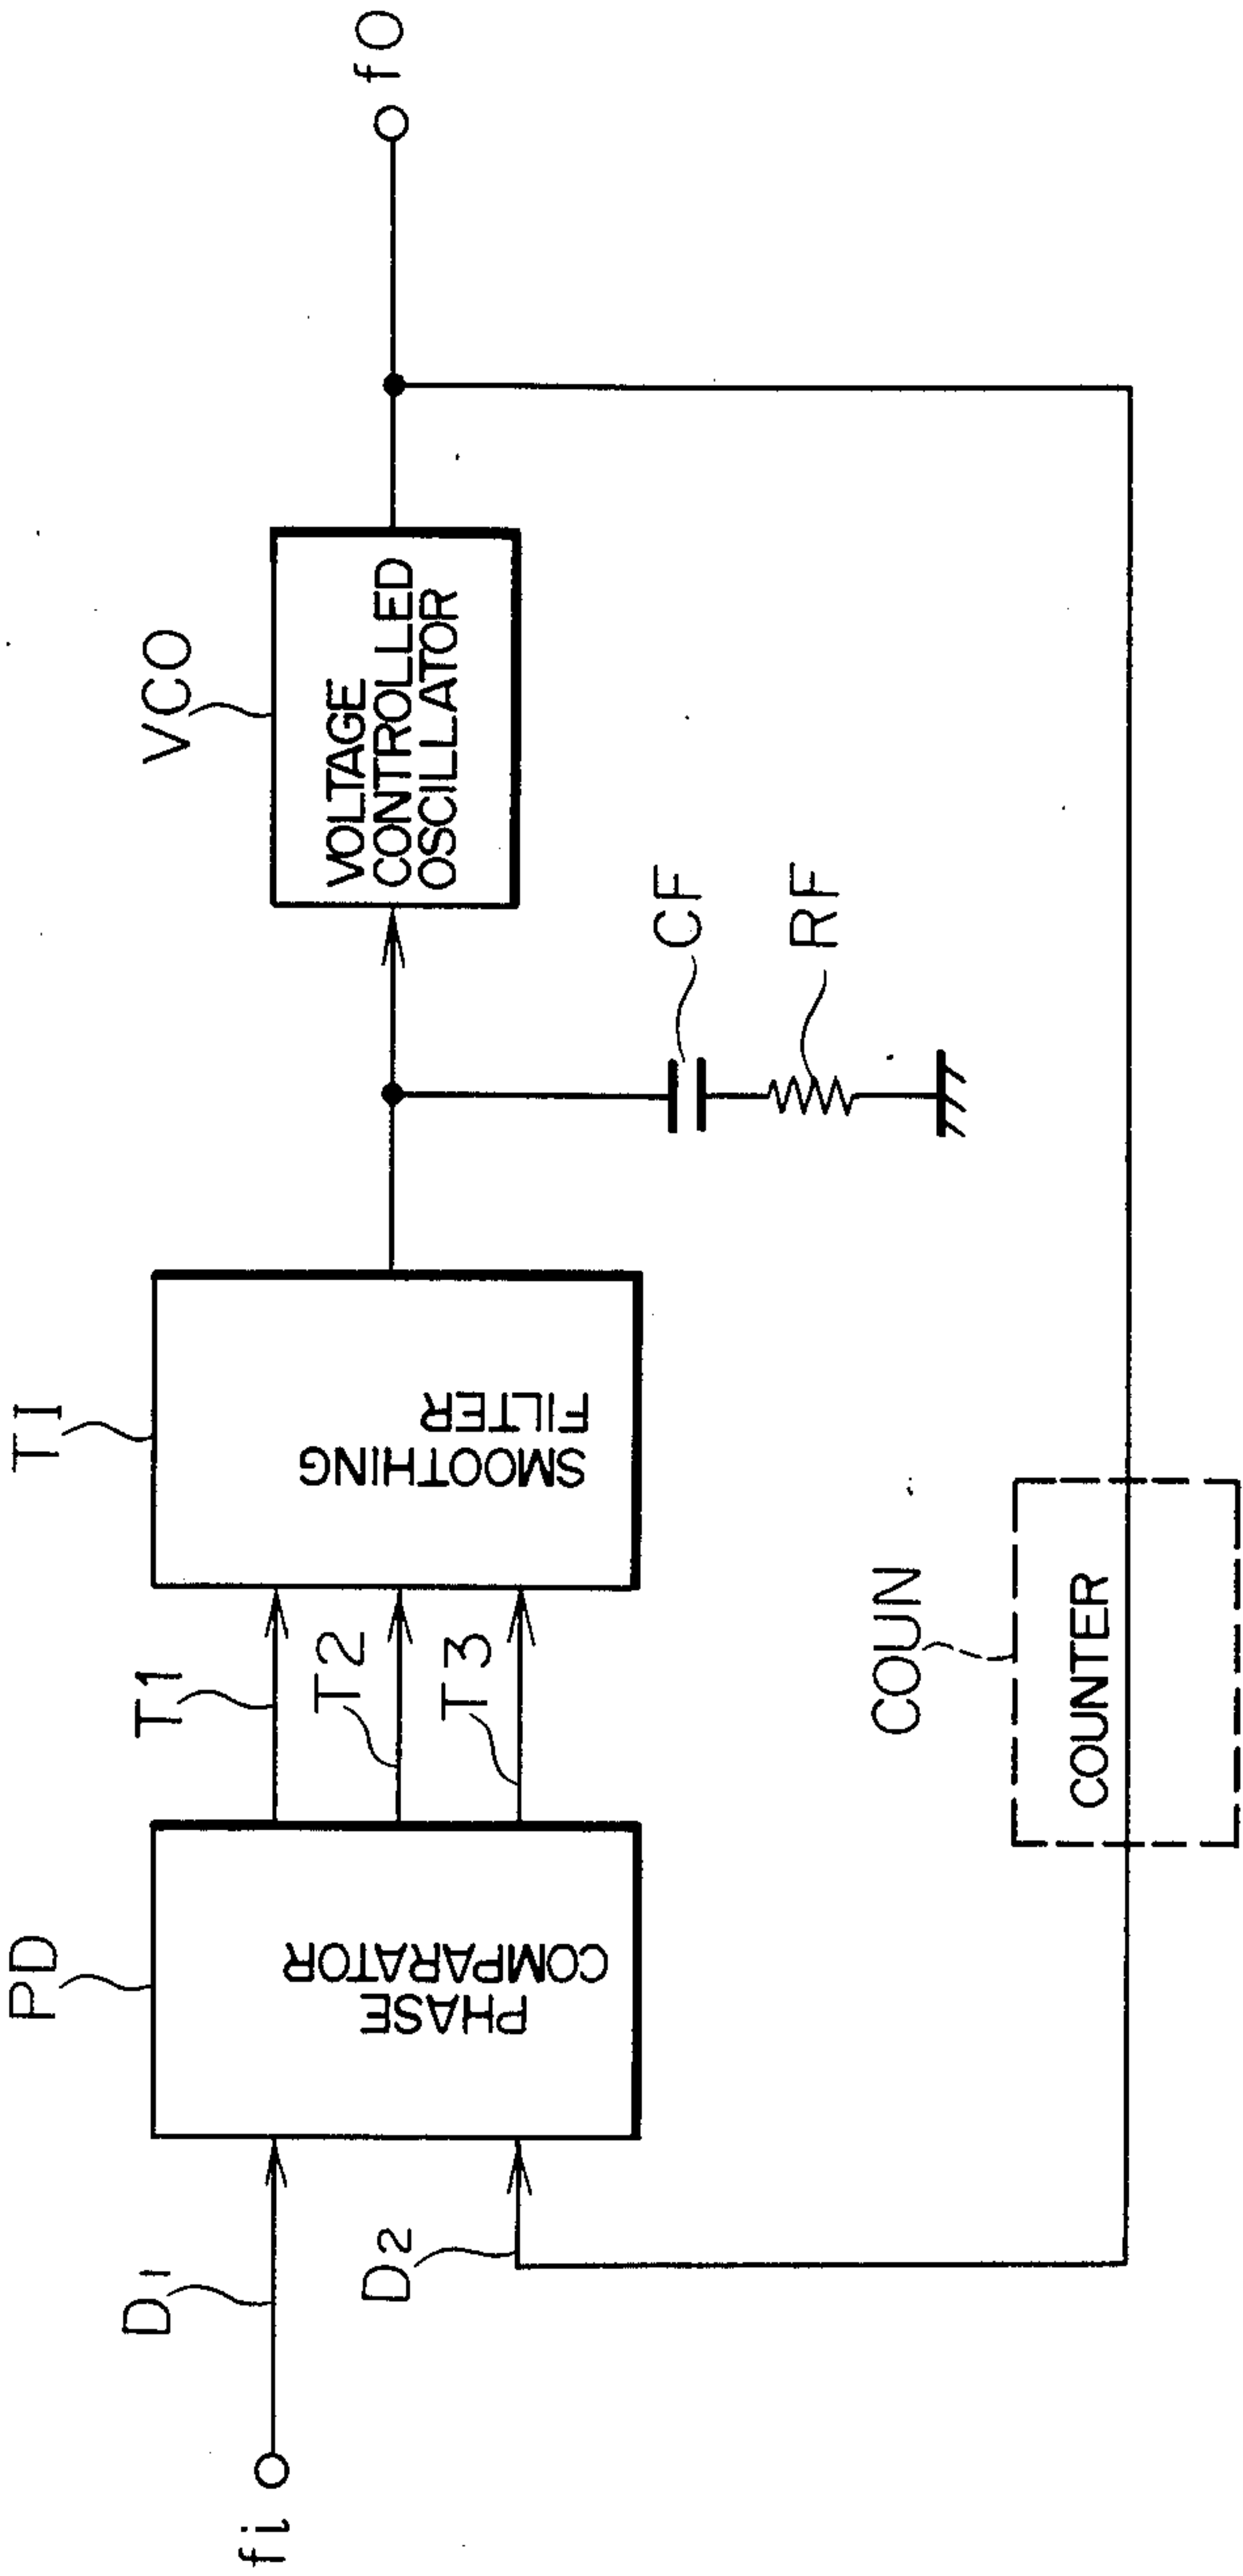 fi
D1
D2
PD
PHASE
COMPARATOR
T1
T2
T3
TI
SMOOTHING
FILTER
CF
RF
VCO
VOLTAGE
CONTROLLED
OSCILLATOR
fO
COUN
COUNTER